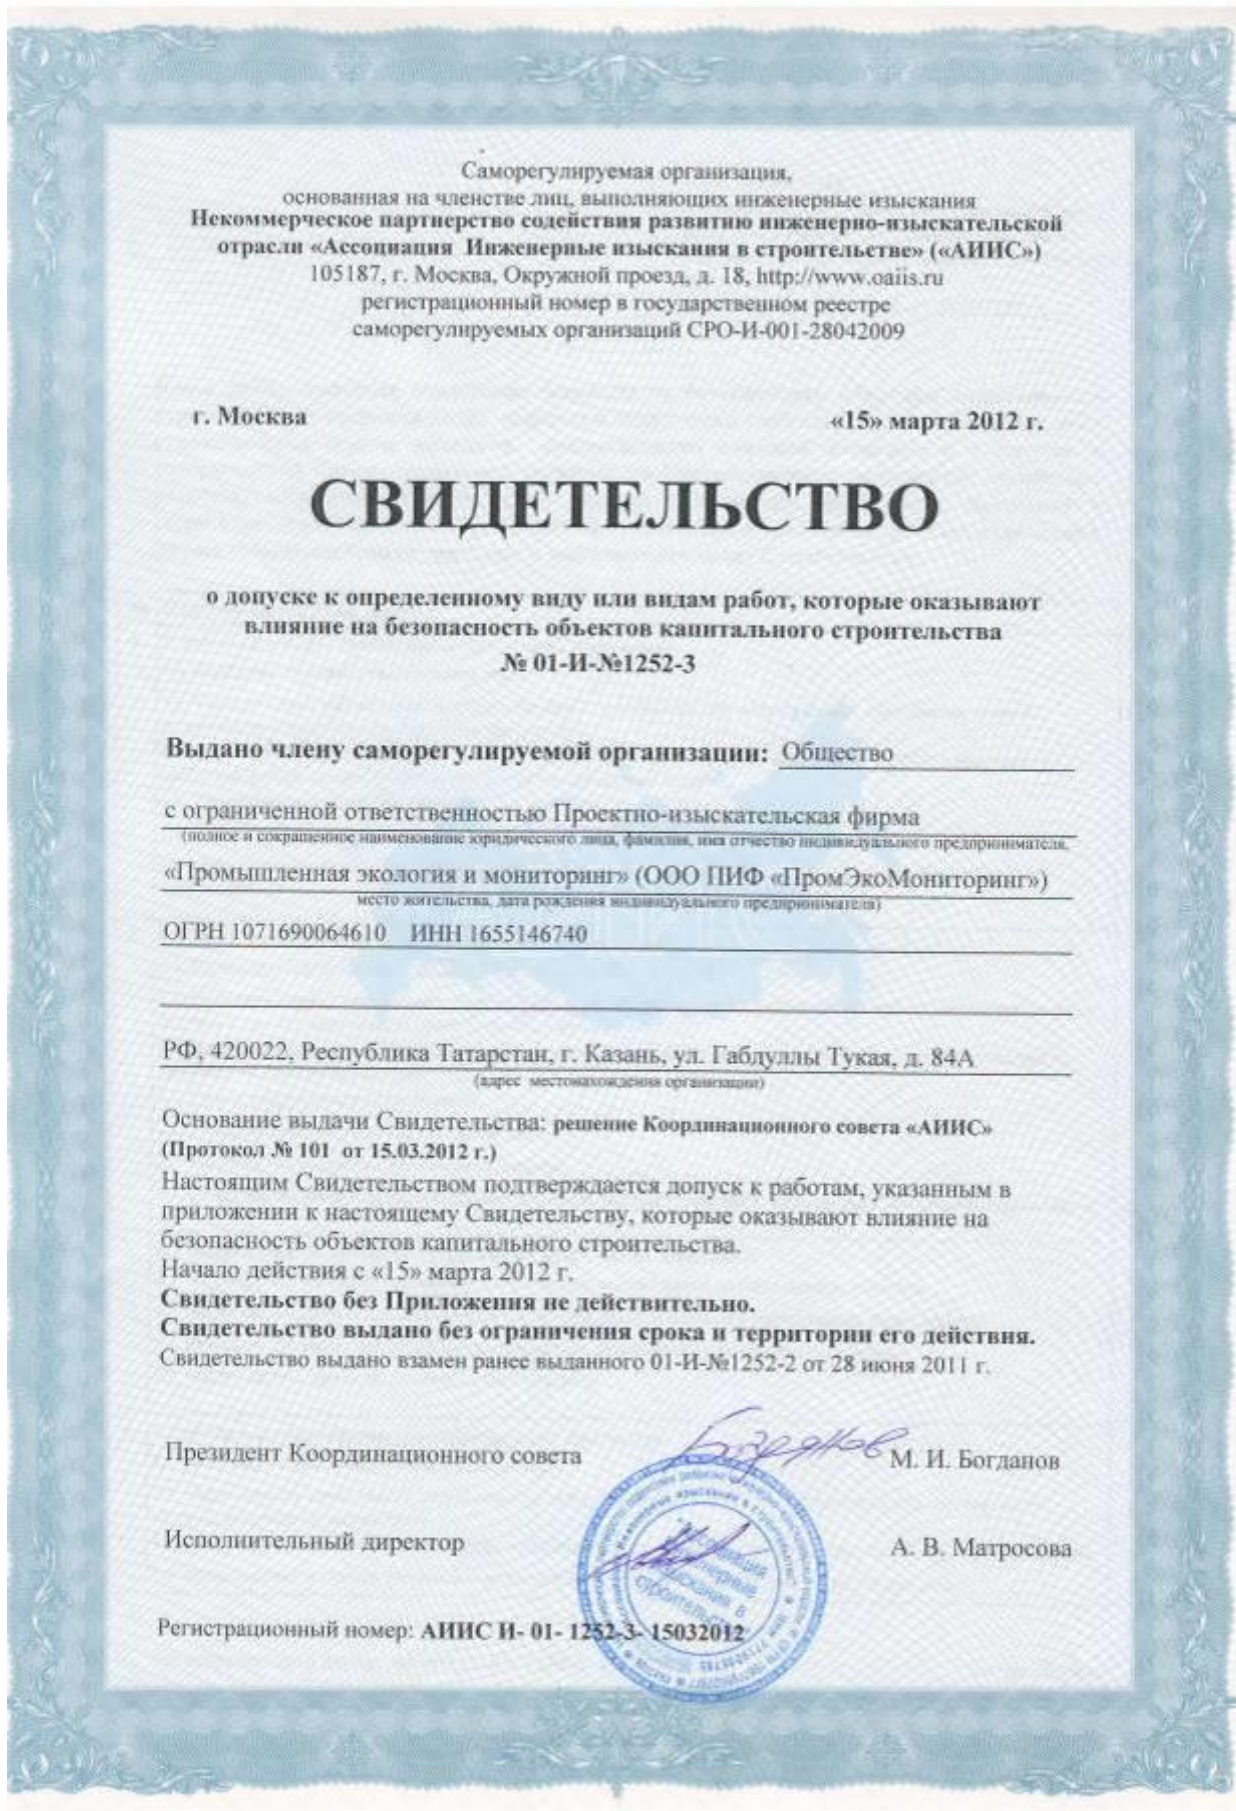 Саморегулируемая организация,
основанная на членстве лиц, выполняющих инженерные изыскания
Некоммерческое партнерство содействия развитию инженерно-изыскательской
отрасли «Ассоциация Инженерные изыскания в строительстве» («АИИС»)
105187, г. Москва, Окружной проезд, д. 18, http://www.oaiis.ru
регистрационный номер в государственном реестре
саморегулируемых организаций СРО-И-001-28042009
г. Москва «15» марта 2012 г.
СВИДЕТЕЛЬСТВО
о допуске к определенному виду или видам работ, которые оказывают
влияние на безопасность объектов капитального строительства
№ 01-И-№1252-3
Выдано члену саморегулируемой организации: Общество
с ограниченной ответственностью Проектно-изыскательская фирма
(полное и сокращенное наименование юридического лица, фамилия, имя отчество индивидуального предпринимателя,
«Промышленная экология и мониторинг» (ООО ПИФ «ПромЭкоМониторинг»)
место жительства, дата рождения индивидуального предпринимателя)
ОГРН 1071690064610 ИНН 1655146740
РФ, 420022, Республика Татарстан, г. Казань, ул. Габдуллы Тукая, д. 84А
(адрес местонахождения организации)
Основание выдачи Свидетельства: решение Координационного совета «АИИС»
(Протокол № 101 от 15.03.2012 г.)
Настоящим Свидетельством подтверждается допуск к работам, указанным в
приложении к настоящему Свидетельству, которые оказывают влияние на
безопасность объектов капитального строительства.
Начало действия с «15» марта 2012 г.
Свидетельство без Приложения не действительно.
Свидетельство выдано без ограничения срока и территории его действия.
Свидетельство выдано взамен ранее выданного 01-И-№1252-2 от 28 июня 2011 г.
Президент Координационного совета М. И. Богданов
Исполнительный директор А. В. Матросова
Регистрационный номер: АИИС И- 01- 1252-3- 15032012